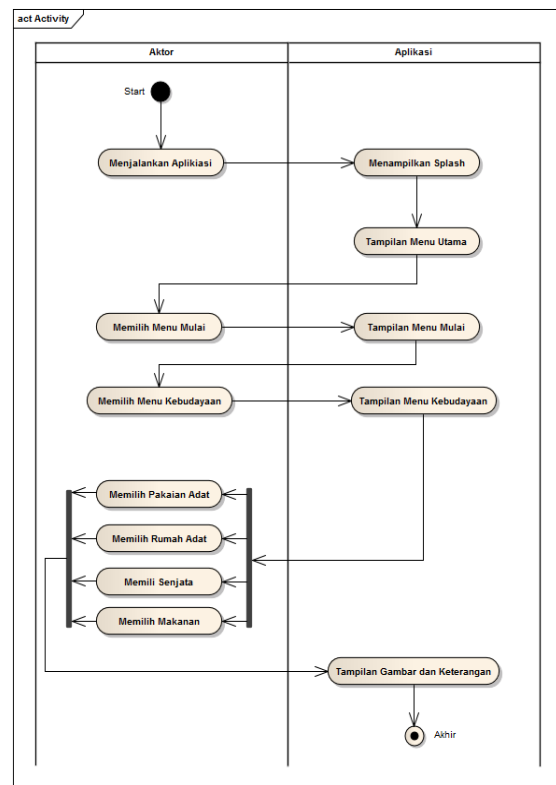 act Activity
Aktor
Aplikasi
Start
Menjalankan Aplikiasi
Menampilkan Splash
Tampilan Menu Utama
Memilih Menu Mulai
Tampilan Menu Mulai
Memilih Menu Kebudayaan
Tampilan Menu Kebudayaan
Memilih Pakaian Adat
Memilih Rumah Adat
Memili Senjata
Memilih Makanan
Tampilan Gambar dan Keterangan
Akhir